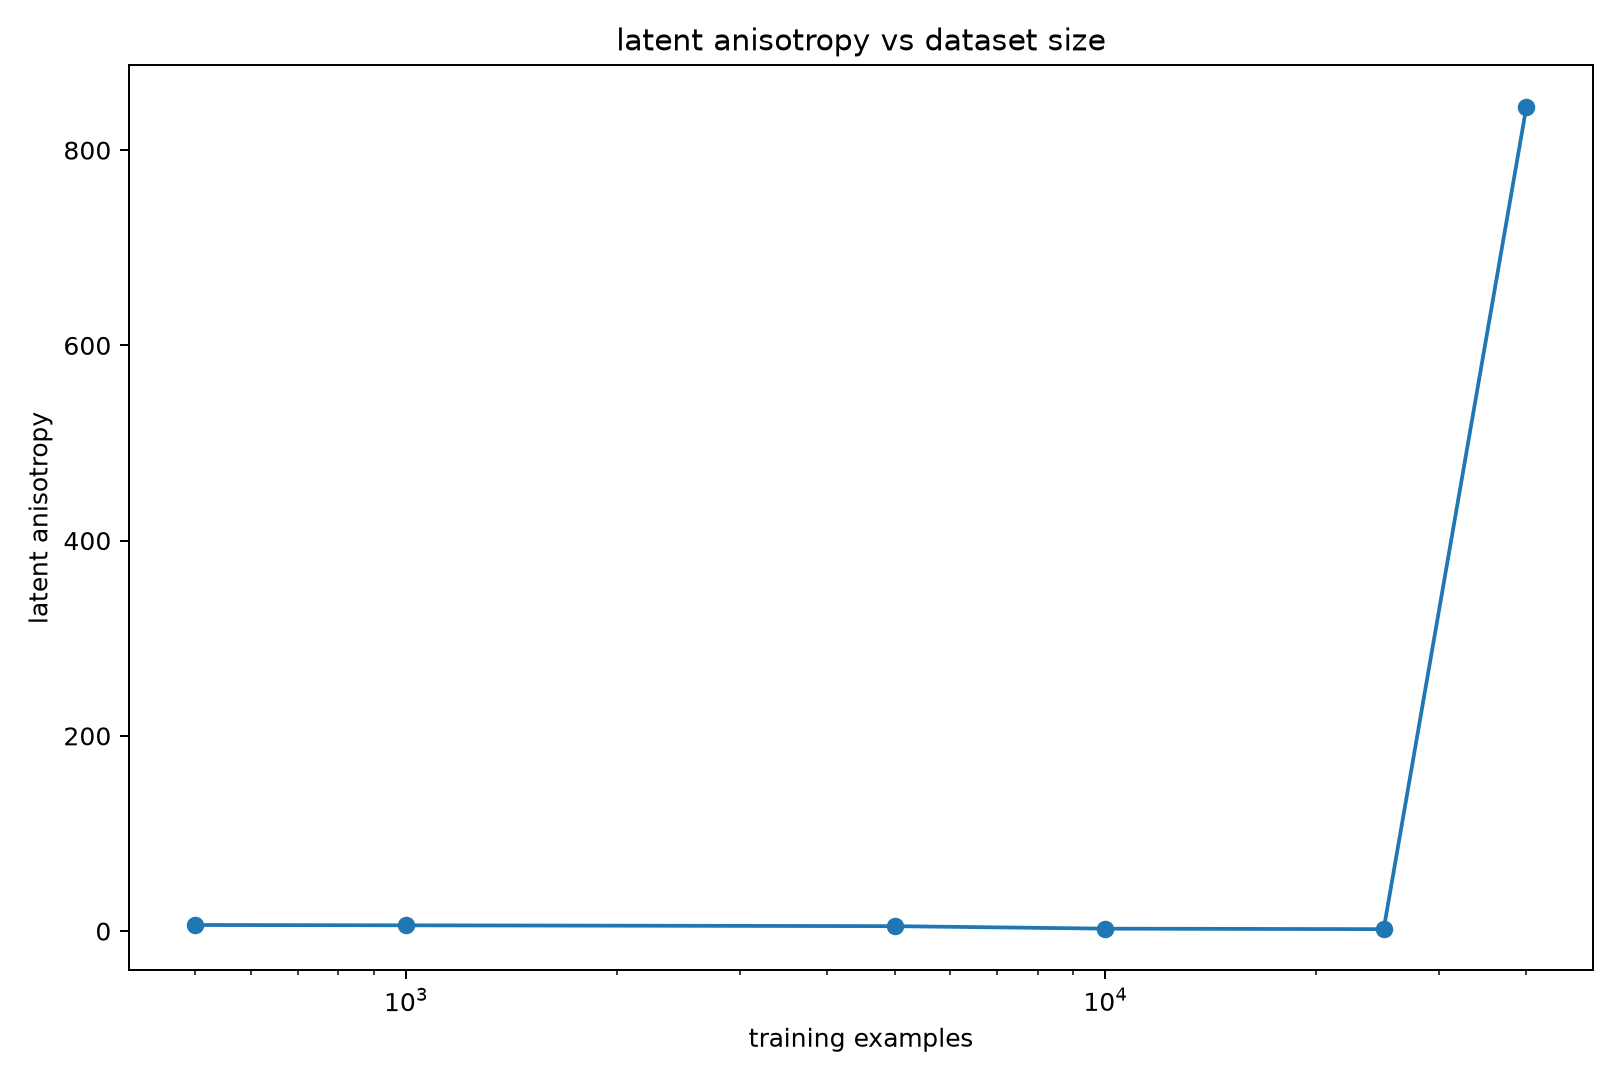 latent anisotropy vs dataset size
latent anisotropy
800
600
400
200
0
10³
10⁴
training examples